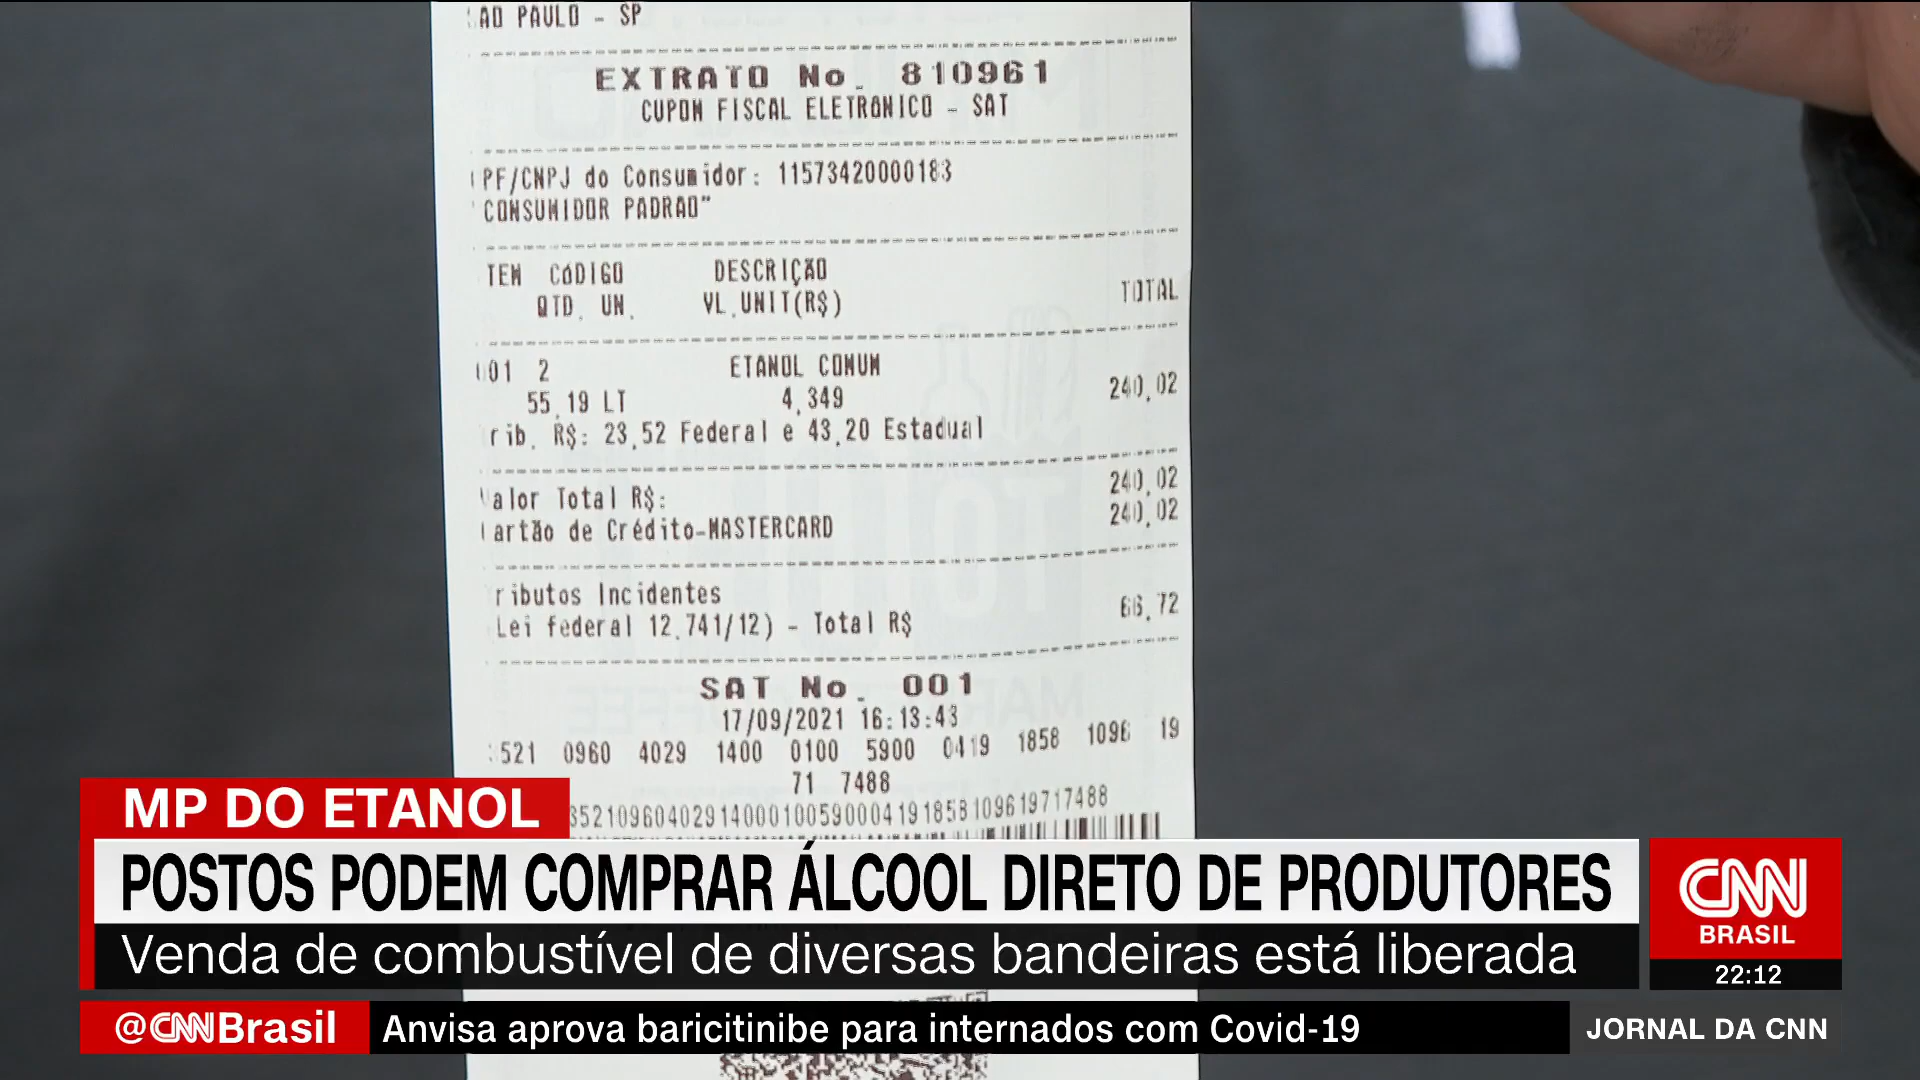 SAO PAULO - SP
EXTRATO No. 810961
CUPOM FISCAL ELETRONICO - SAT
PF/CNPJ do Consumidor: 11573420000183
CONSUMIDOR PADRAO"
TEM CÓDIGO DESCRIÇÃO
QTD. UN. VL.UNIT(R$) TOTAL
001 2 ETANOL COMUM
55,19 LT 4,349 240,02
rib. R$: 23,52 Federal e 43,20 Estadual
Valor Total R$: 240,02
Cartão de Crédito-MASTERCARD 240,02
ributos Incidentes
Lei federal 12.741/12) - Total R$ 66,72
SAT No. 001
17/09/2021 16:13:43
3521 0960 4029 1400 0100 5900 0419 1858 1096 19
71 7488
35210960402914000100590004191858109619717488
MP DO ETANOL
POSTOS PODEM COMPRAR ÁLCOOL DIRETO DE PRODUTORES
Venda de combustível de diversas bandeiras está liberada
CNN
BRASIL
22:12
@CNNBrasil
Anvisa aprova baricitinibe para internados com Covid-19
JORNAL DA CNN